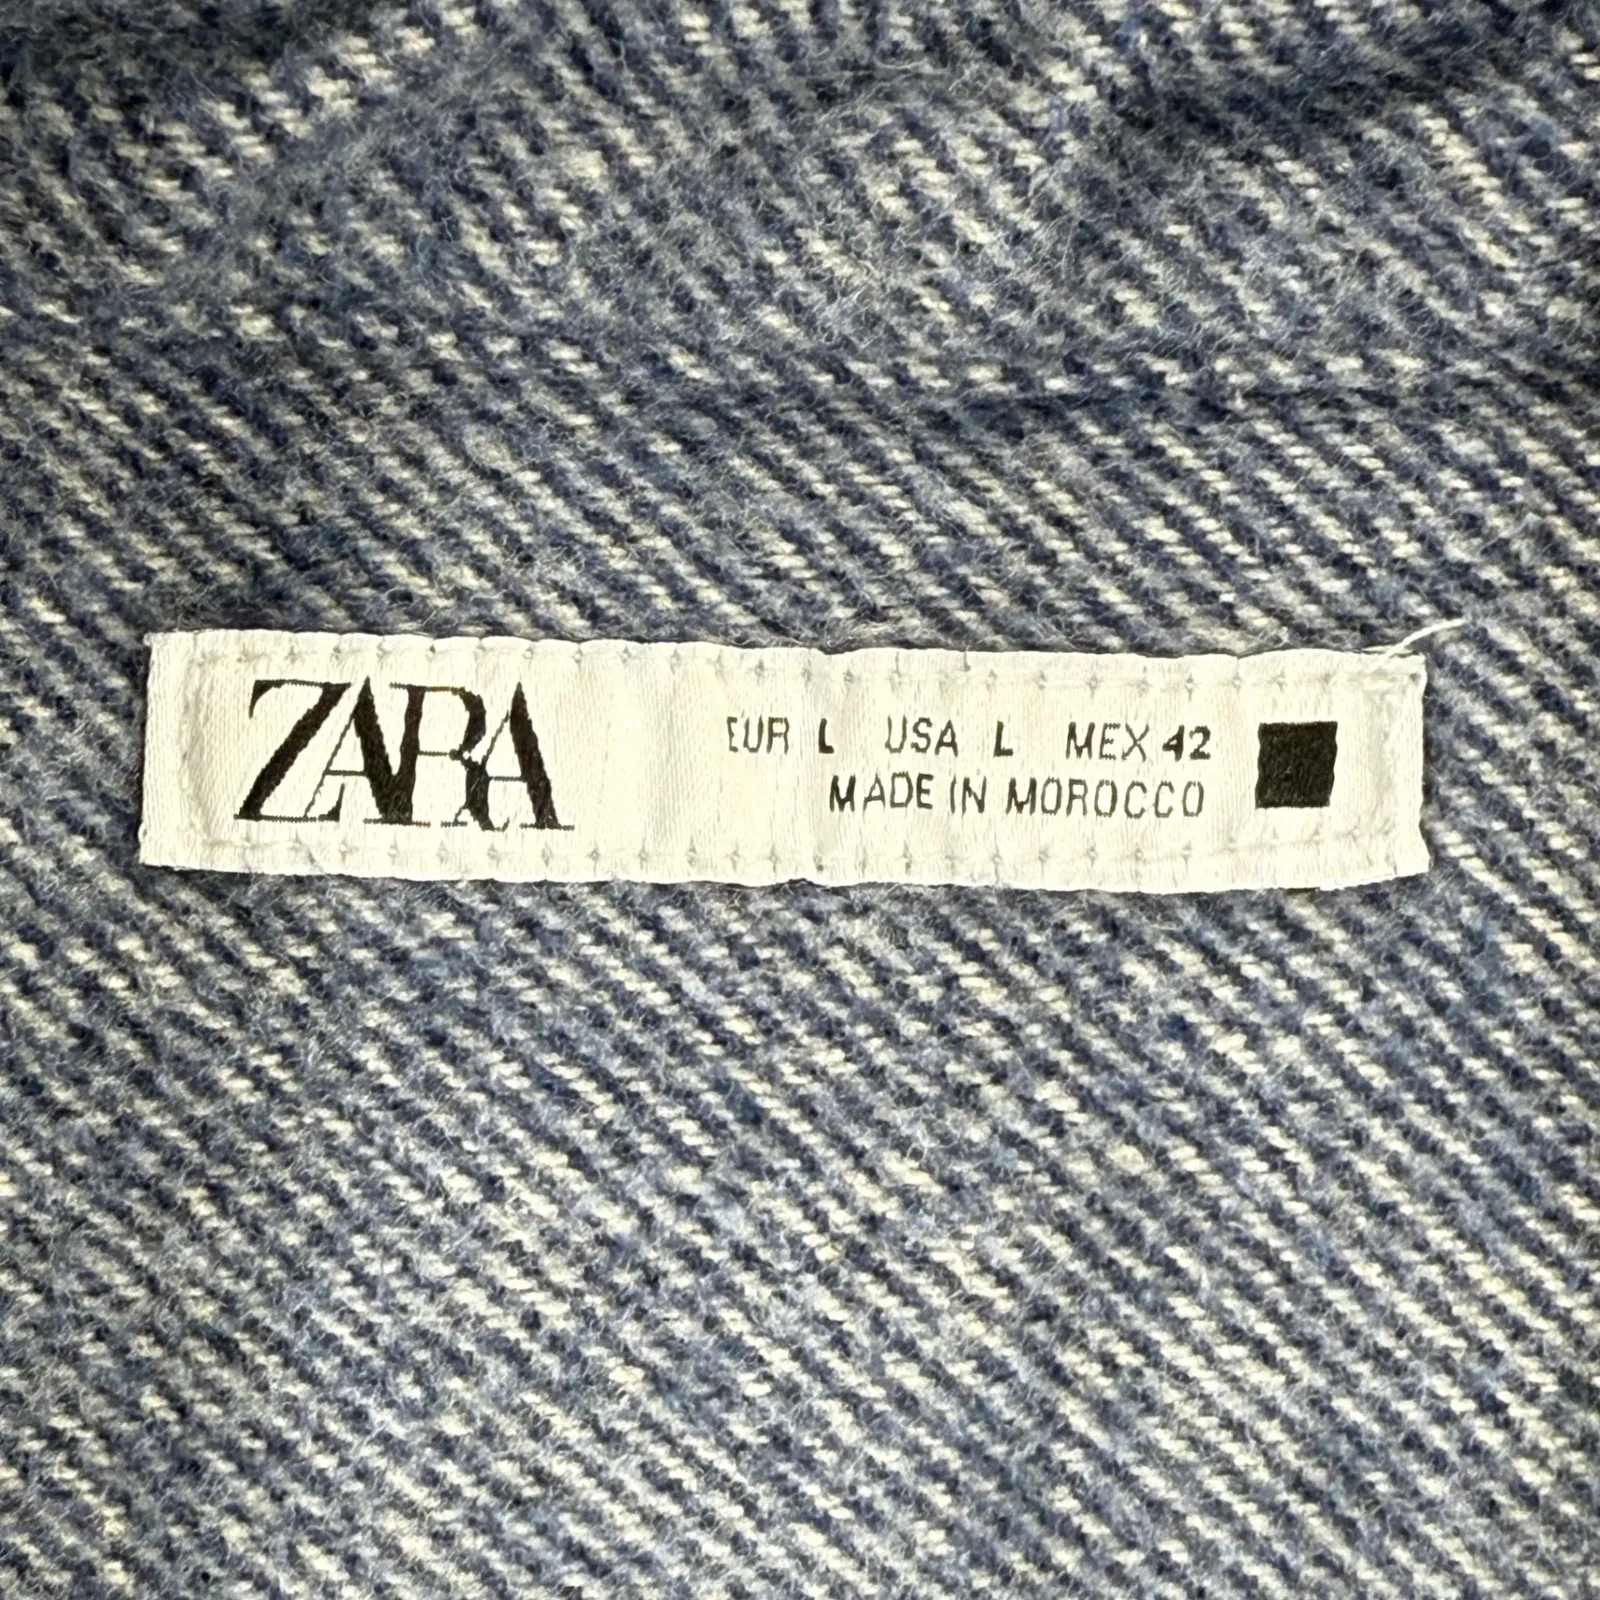 ZARA
EUR L USA L MEX 42
MADE IN MOROCCO